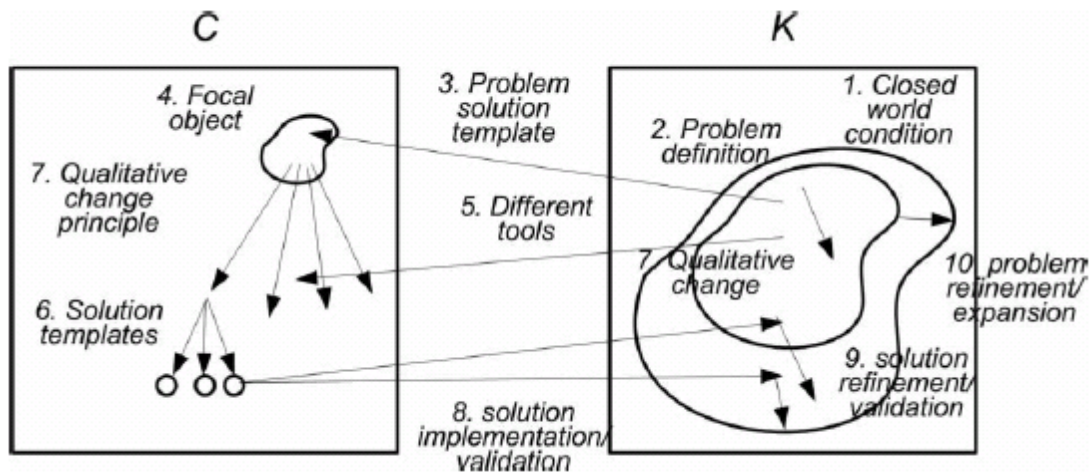 C
K
3. Problem
solution
template
1. Closed
world
condition
4. Focal
object
2. Problem
definition
7. Qualitative
change
principle
5. Different
tools
7. Qualitative
change
10. problem
refinement/
expansion
6. Solution
templates
9. solution
refinement/
validation
8. solution
implementation/
validation